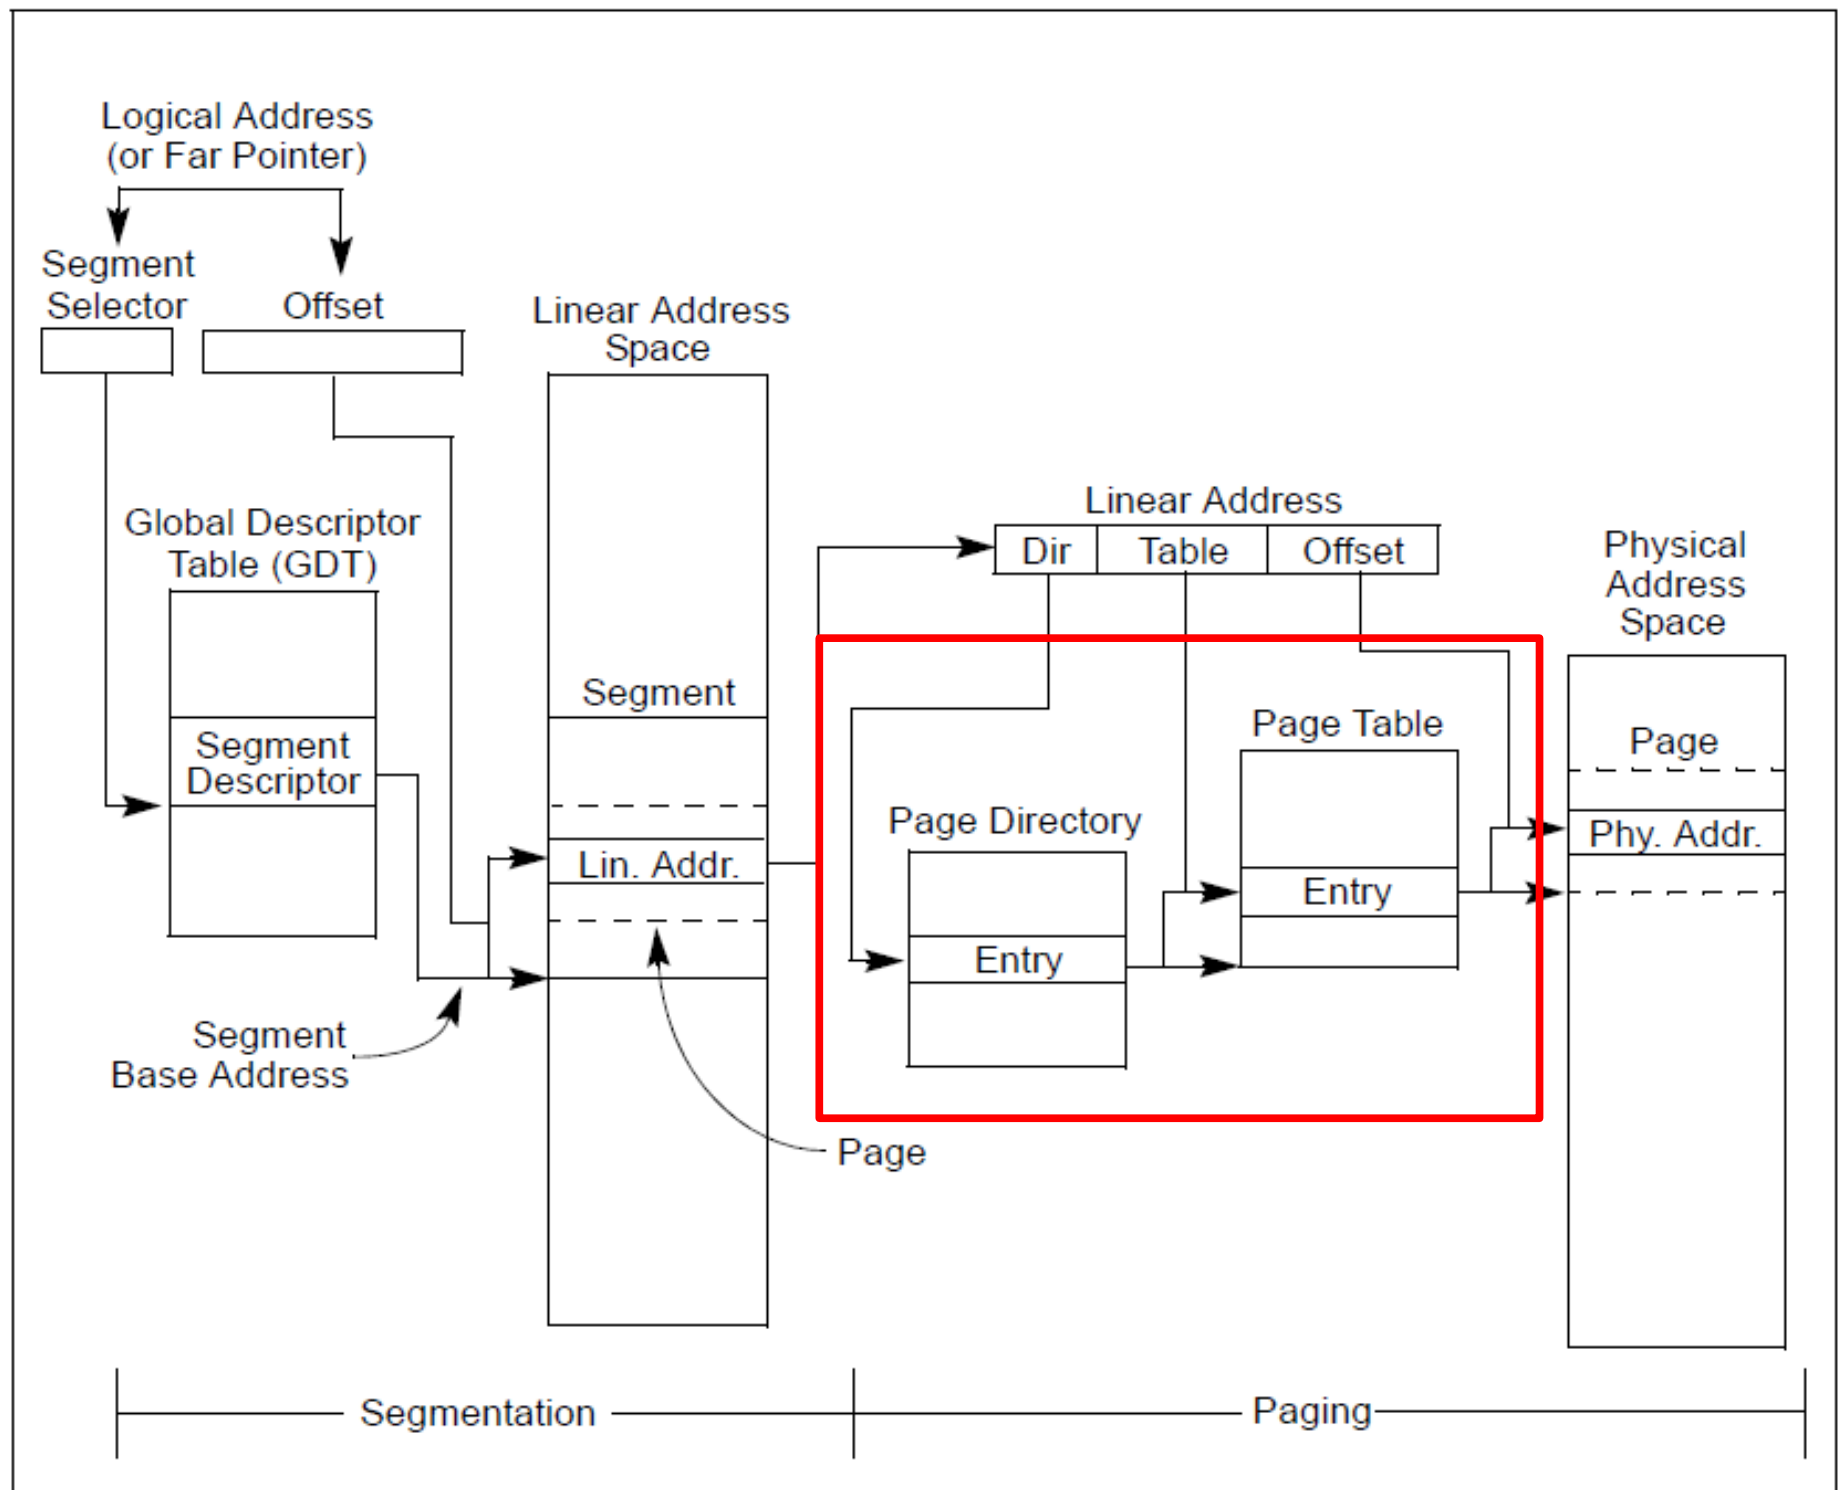 Logical Address
(or Far Pointer)
Segment
Selector
Offset
Linear Address
Space
Global Descriptor
Table (GDT)
Linear Address
Dir
Table
Offset
Physical
Address
Space
Segment
Segment
Descriptor
Page Table
Page
Page Directory
Lin. Addr.
Phy. Addr.
Entry
Entry
Segment
Base Address
Page
Segmentation
Paging